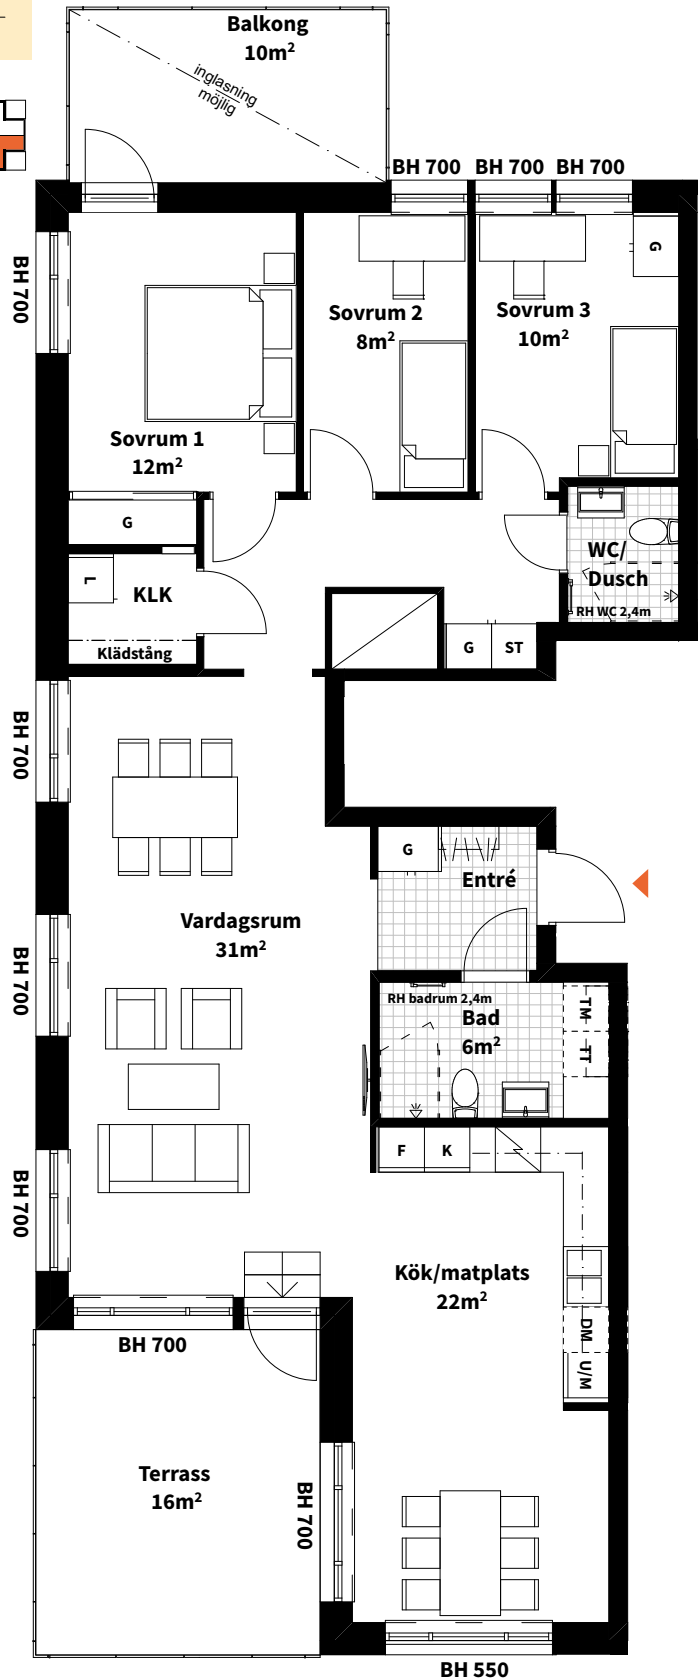 Balkong
10m²
inglasning
möjlig
BH 700
BH 700
BH 700
BH 700
G
Sovrum 2
8m²
Sovrum 3
10m²
Sovrum 1
12m²
G
WC/
Dusch
RH WC 2,4m
L
KLK
Klädstång
G
ST
BH 700
G
Entré
Vardagsrum
31m²
BH 700
RH badrum 2,4m
Bad
6m²
TM
TT
F
K
BH 700
Kök/matplats
22m²
DM
U/M
BH 700
Terrass
16m²
BH 700
BH 550